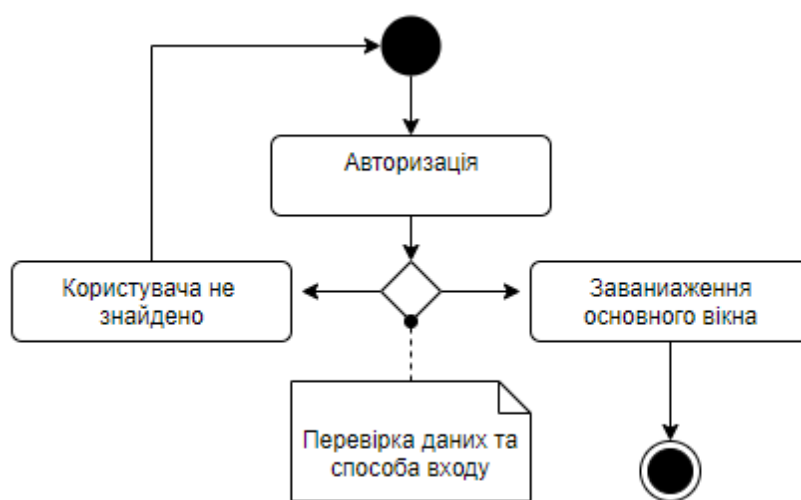 Авторизація
Користувача не
знайдено
Заваниаження
основного вікна
Перевірка даних та
способа входу